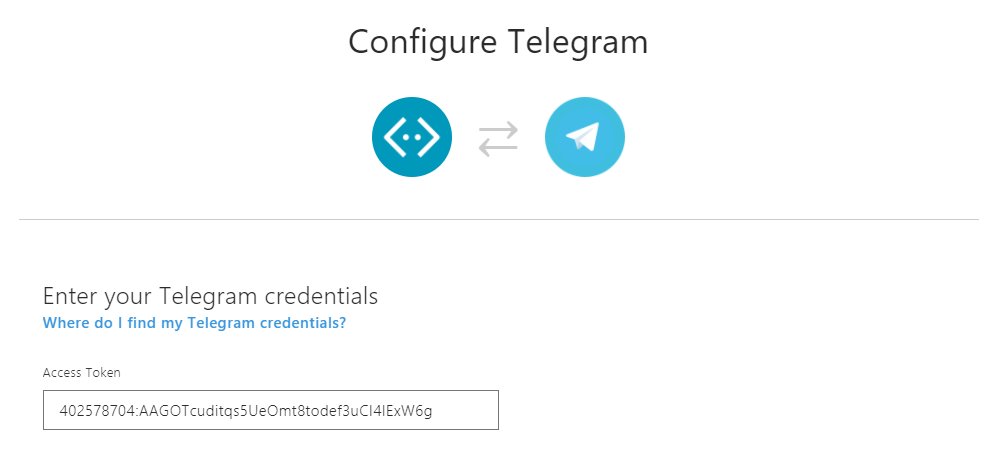 Configure Telegram
Enter your Telegram credentials
Where do I find my Telegram credentials?
Access Token
402578704:AAGOTcuditqs5UeOmt8todef3uCI4IExW6g